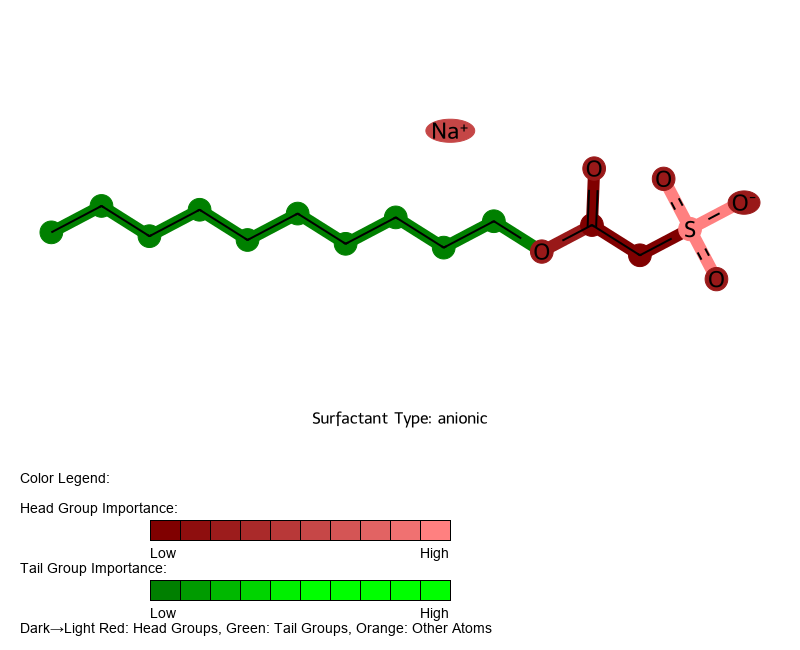 Na⁺
O
O
O⁻
S
O
O
Surfactant Type: anionic
Color Legend:
Head Group Importance:
Low High
Tail Group Importance:
Low High
Dark→Light Red: Head Groups, Green: Tail Groups, Orange: Other Atoms